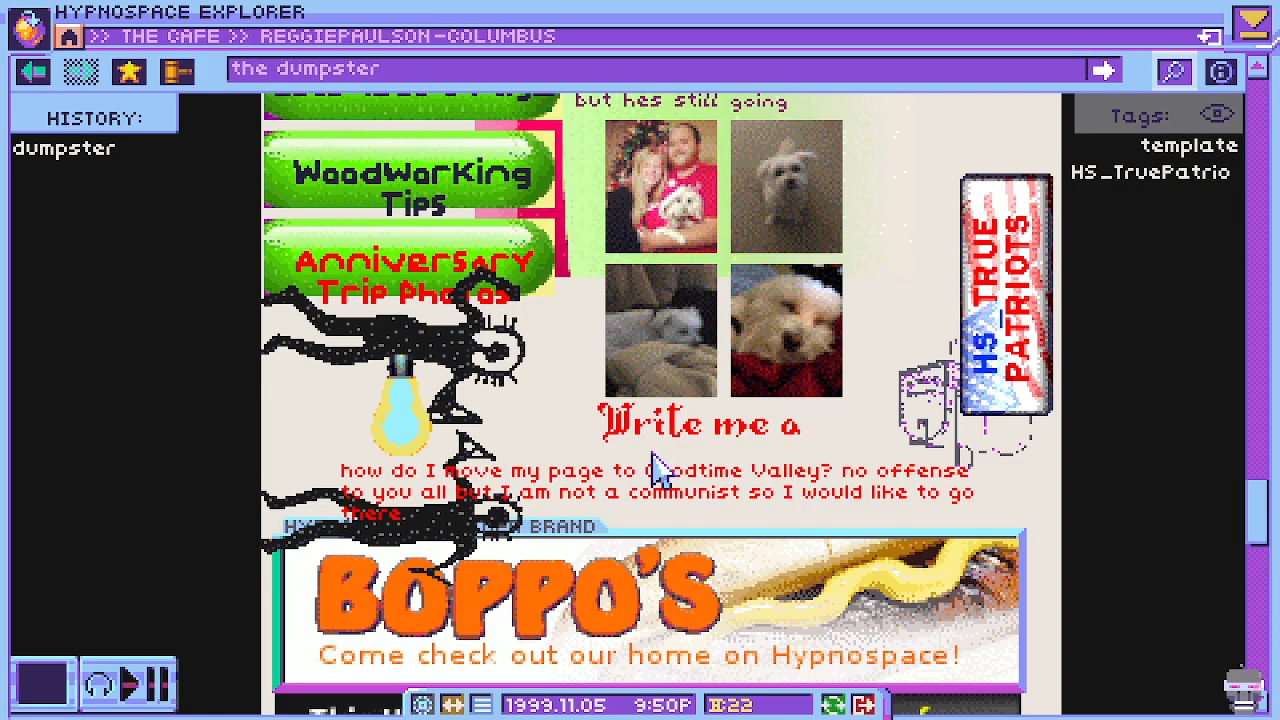 HYPNOSPACE EXPLORER
>> THE CAFE >> REGGIEPAULSON-COLUMBUS
the dumpster
HISTORY:
dumpster
Tags:
template
HS_TruePatrio
but hes still going
WoodWorking
Tips
Anniversary
Trip Photos
HS_TRUE
PATRIOTS
Write me a
how do I move my page to Goodtime Valley? no offense
to you all but I am not a communist so I would like to go
there.
BRAND
BOPPO'S
Come check out our home on Hypnospace!
1999.11.05 9:50P